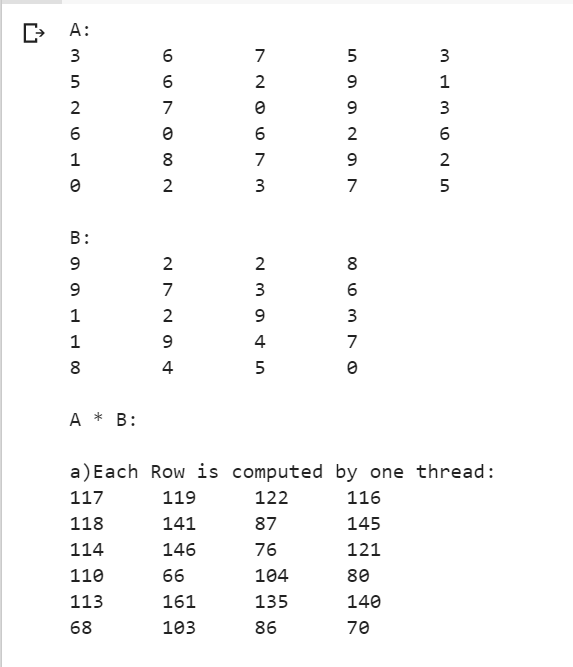 A:
3 6 7 5 3
5 6 2 9 1
2 7 0 9 3
6 0 6 2 6
1 8 7 9 2
0 2 3 7 5
B:
9 2 2 8
9 7 3 6
1 2 9 3
1 9 4 7
8 4 5 0
A * B:
a)Each Row is computed by one thread:
117 119 122 116
118 141 87 145
114 146 76 121
110 66 104 80
113 161 135 140
68 103 86 70